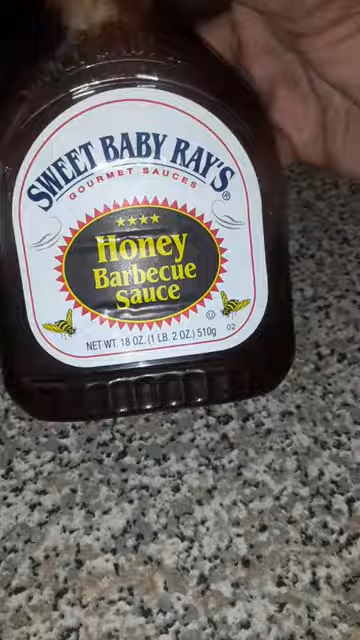 SWEET BABY RAY'S®
GOURMET SAUCES
Honey
Barbecue
Sauce
U
02
NET WT. 18 OZ. (1 LB. 2 OZ.) 510g